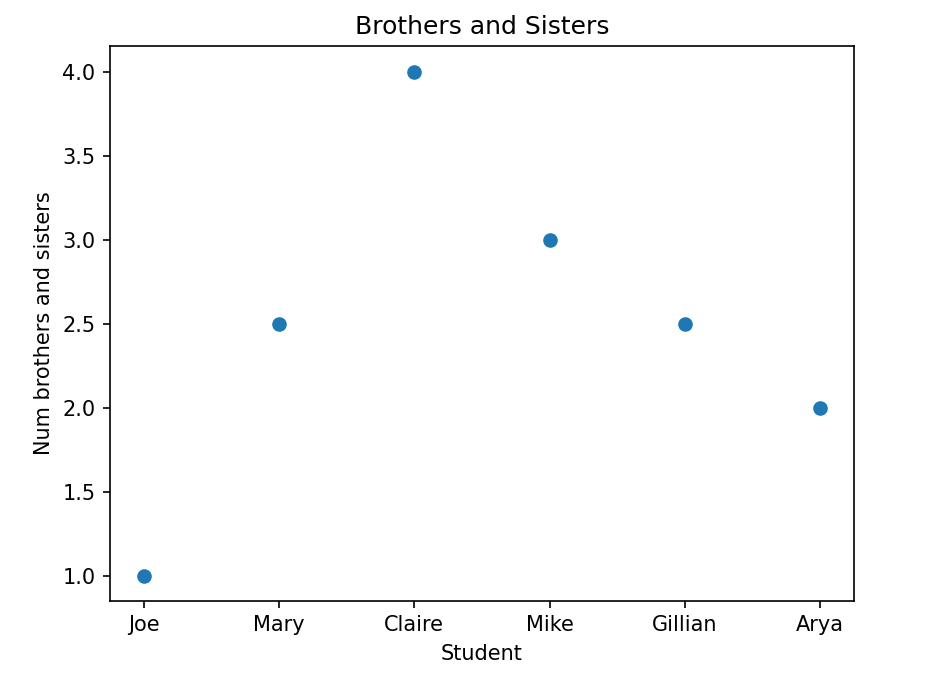 Brothers and Sisters
4.0
3.5
3.0
2.5
2.0
1.5
1.0
Num brothers and sisters
Joe Mary Claire Mike Gillian Arya
Student